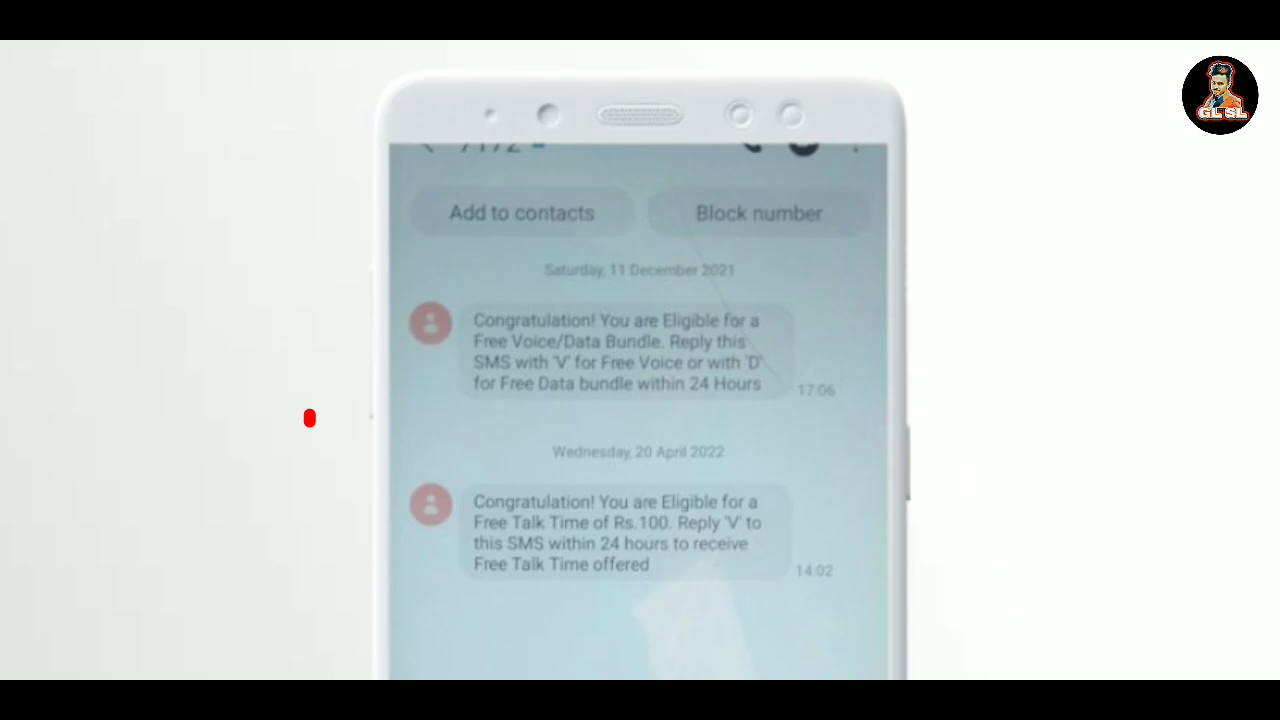 Add to contacts
Block number
Saturday, 11 December 2021
Congratulation! You are Eligible for a
Free Voice/Data Bundle. Reply this
SMS with 'V' for Free Voice or with 'D'
for Free Data bundle within 24 Hours
17:06
Wednesday, 20 April 2022
Congratulation! You are Eligible for a
Free Talk Time of Rs.100. Reply 'V' to
this SMS within 24 hours to receive
Free Talk Time offered
14:02
GL SL